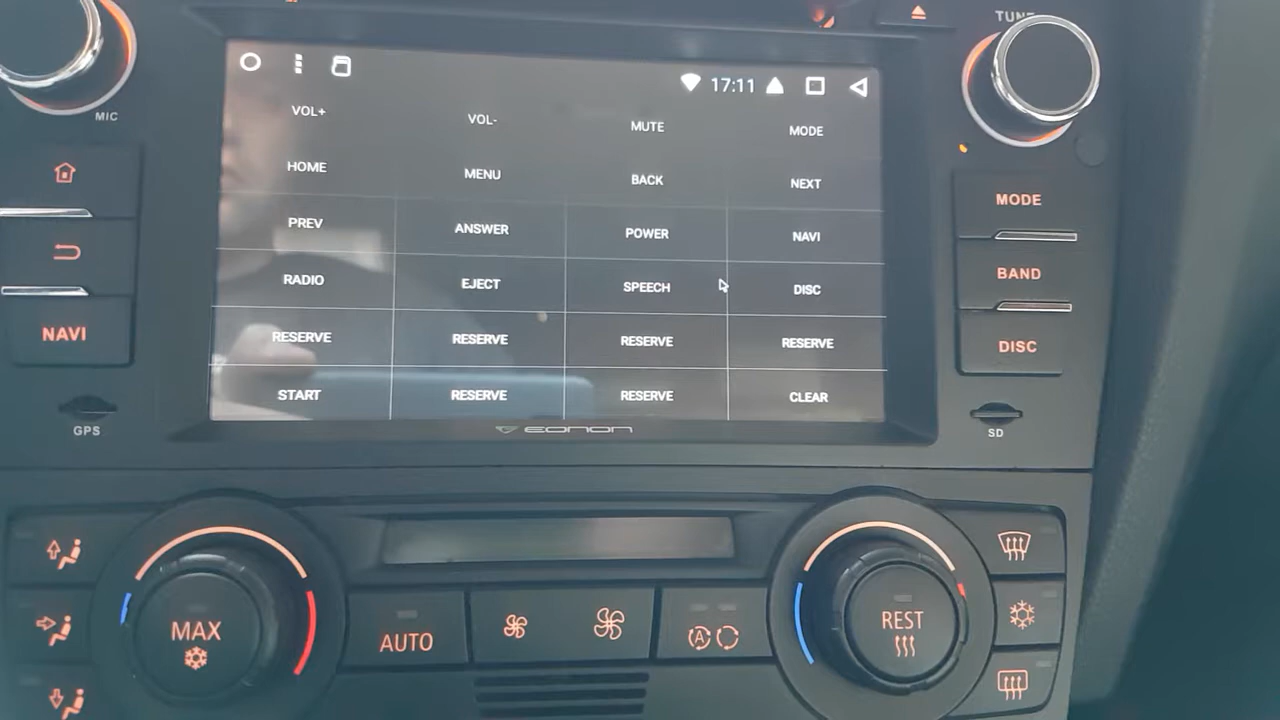 TUNE
MIC
17:11
VOL+ VOL- MUTE MODE
HOME MENU BACK NEXT
PREV ANSWER POWER NAVI
RADIO EJECT SPEECH DISC
RESERVE RESERVE RESERVE RESERVE
START RESERVE RESERVE CLEAR
NAVI
MODE
BAND
DISC
GPS
SD
EONON
MAX
AUTO
A
REST